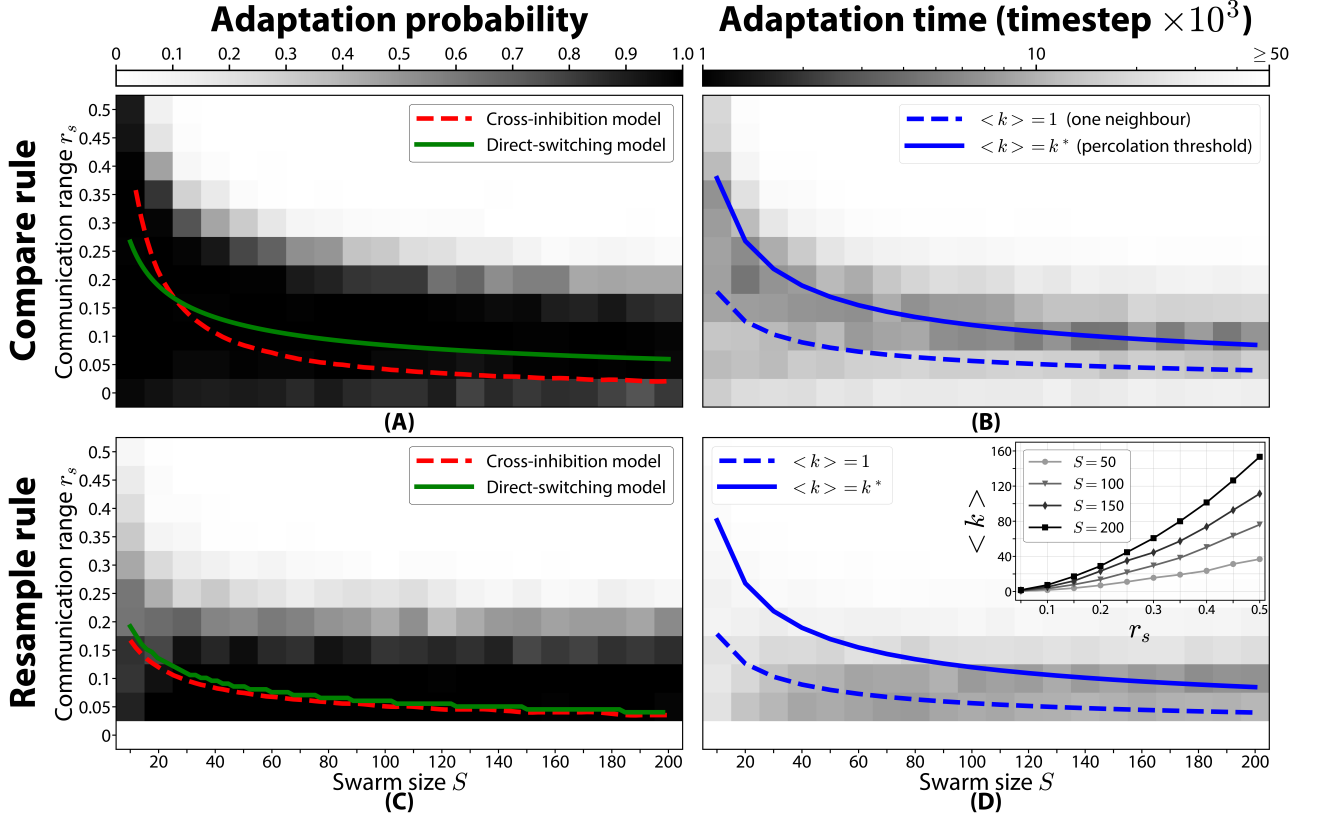 Adaptation probability
Adaptation time (timestep ×10³)
0 0.1 0.2 0.3 0.4 0.5 0.6 0.7 0.8 0.9 1.0
1 10 ≥50
Compare rule
Communication range r_s
0.5
0.45
0.4
0.35
0.3
0.25
0.2
0.15
0.1
0.05
0
Cross-inhibition model
Direct-switching model
(A)
<k>=1 (one neighbour)
<k>=k* (percolation threshold)
(B)
Resample rule
Communication range r_s
0.5
0.45
0.4
0.35
0.3
0.25
0.2
0.15
0.1
0.05
0
Cross-inhibition model
Direct-switching model
20 40 60 80 100 120 140 160 180 200
Swarm size S
(C)
<k>=1
<k>=k*
<k>
160
120
80
40
0
S=50
S=100
S=150
S=200
0.1 0.2 0.3 0.4 0.5
r_s
20 40 60 80 100 120 140 160 180 200
Swarm size S
(D)